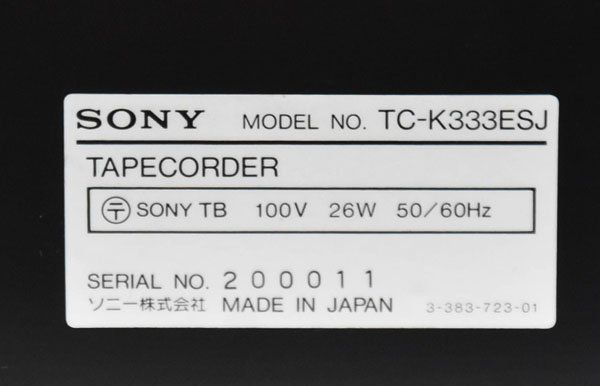 SONY MODEL NO. TC-K333ESJ
TAPECORDER
〒 SONY TB 100V 26W 50/60Hz
SERIAL NO. 200011
ソニー株式会社 MADE IN JAPAN 3-383-723-01